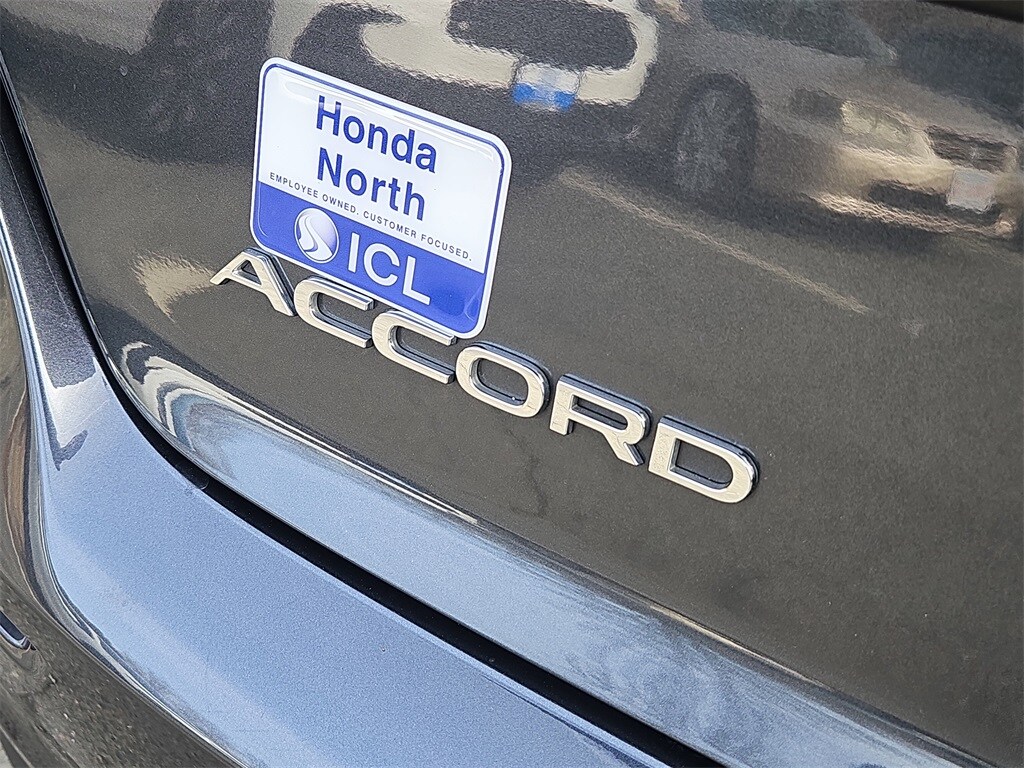 Honda
North
EMPLOYEE OWNED. CUSTOMER FOCUSED.
ICL
ACCORD